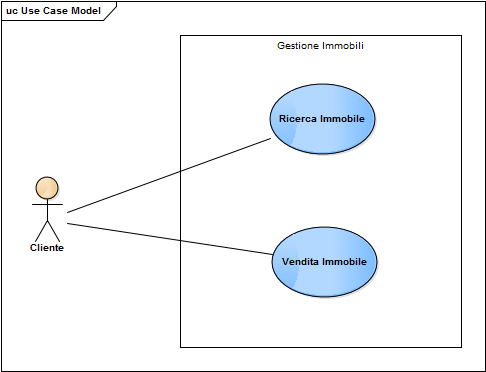 uc Use Case Model
Gestione Immobili
Ricerca Immobile
Cliente
Vendita Immobile